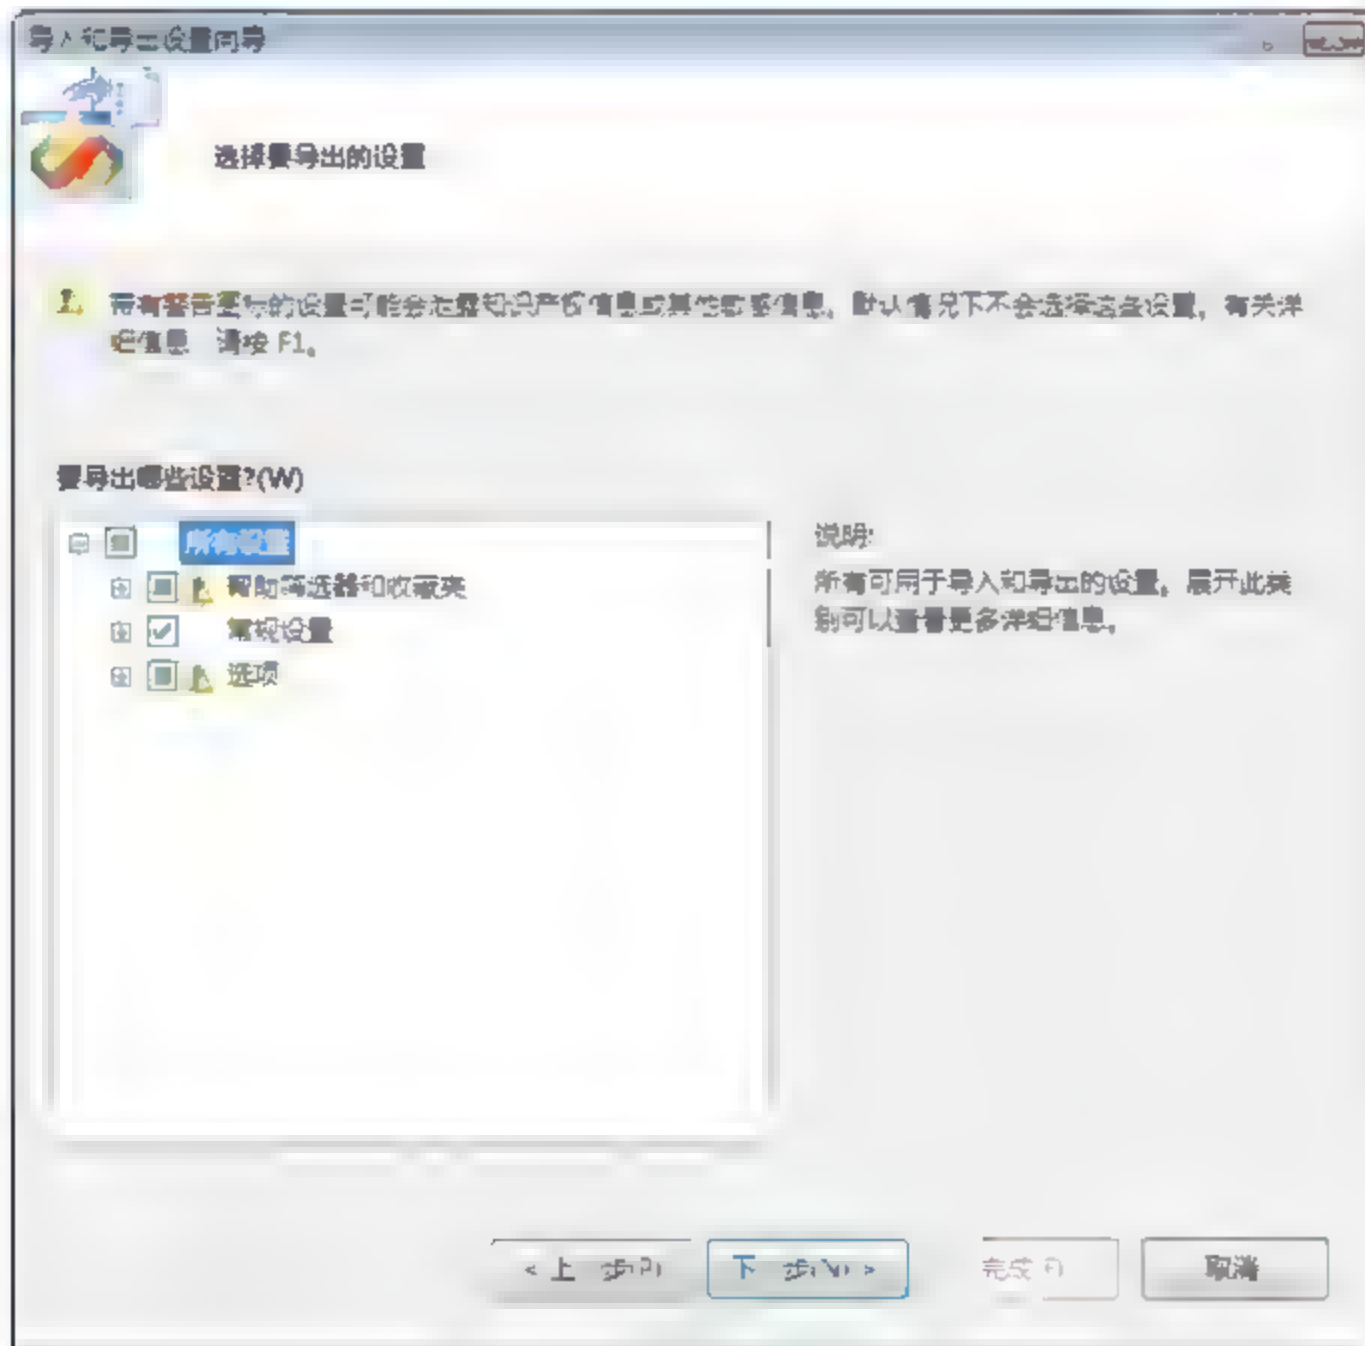 导入和导出设置向导
选择要导出的设置
带有警告图标的设置可能会泄露知识产权信息或其他敏感信息。默认情况下不会选择这些设置，有关详
细信息 请按 F1。
要导出哪些设置?(W)
所有设置
帮助筛选器和收藏夹
常规设置
选项
说明:
所有可用于导入和导出的设置。展开此类
别可以查看更多详细信息。
< 上一步(P)
下一步(N) >
完成(F)
取消